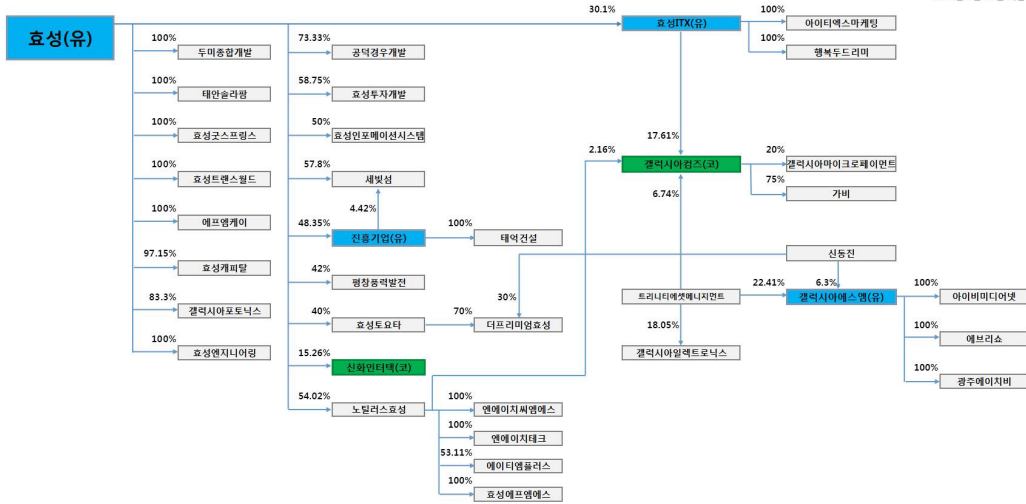 효성(유)
30.1%
효성ITX(유)
100%
아이티엑스마케팅
100%
행복두드리미
100%
두미종합개발
73.33%
공덕경우개발
100%
태안솔라팜
58.75%
효성투자개발
100%
효성굿스프링스
50%
효성인포메이션시스템
17.61%
2.16%
갤럭시아컴즈(코)
20%
갤럭시아마이크로페이먼트
75%
가비
6.74%
100%
효성트랜스월드
57.8%
세빛섬
4.42%
100%
에프엠케이
48.35%
진흥기업(유)
100%
태억건설
97.15%
효성캐피탈
42%
평창풍력발전
신동진
30%
22.41%
6.3%
트리니티에셋메니지먼트
갤럭시아에스엠(유)
100%
아이비미디어넷
83.3%
갤럭시아포토닉스
40%
효성토요타
70%
더프리미엄효성
18.05%
갤럭시아일렉트로닉스
100%
에브리쇼
100%
효성엔지니어링
15.26%
신화인터텍(코)
100%
광주에이치비
54.02%
노틸러스효성
100%
엔에이치씨엠에스
100%
엔에이치테크
53.11%
에이티엠플러스
100%
효성에프엠에스